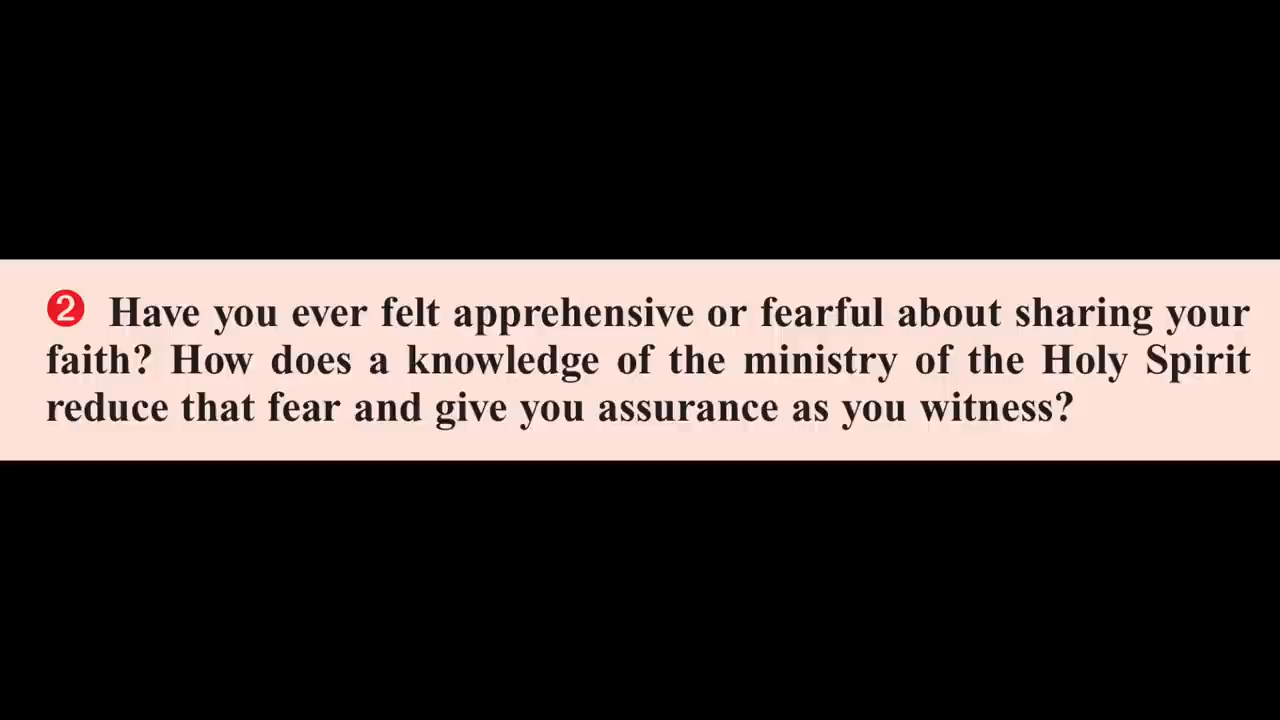 ❷ Have you ever felt apprehensive or fearful about sharing your
faith? How does a knowledge of the ministry of the Holy Spirit
reduce that fear and give you assurance as you witness?